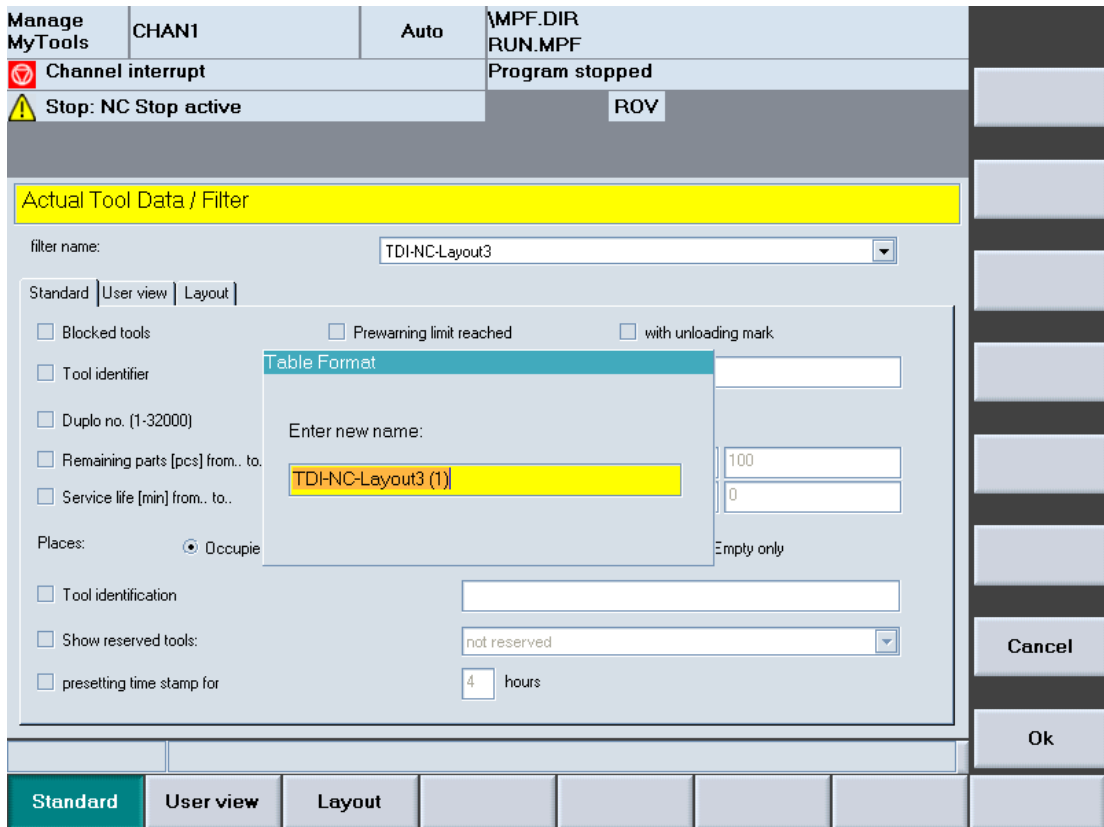 Manage
MyTools
CHAN1
Auto
\MPF.DIR
RUN.MPF
Channel interrupt
Program stopped
Stop: NC Stop active
ROV
Actual Tool Data / Filter
filter name:
TDI-NC-Layout3
Standard User view Layout
Blocked tools
Prewarning limit reached
with unloading mark
Table Format
Tool identifier
Duplo no. (1-32000)
Enter new name:
Remaining parts [pcs] from.. to.
100
TDI-NC-Layout3 (1)
Service life [min] from.. to..
0
Places:
Occupie
Empty only
Tool identification
Show reserved tools:
not reserved
Cancel
presetting time stamp for
4 hours
Ok
Standard User view Layout